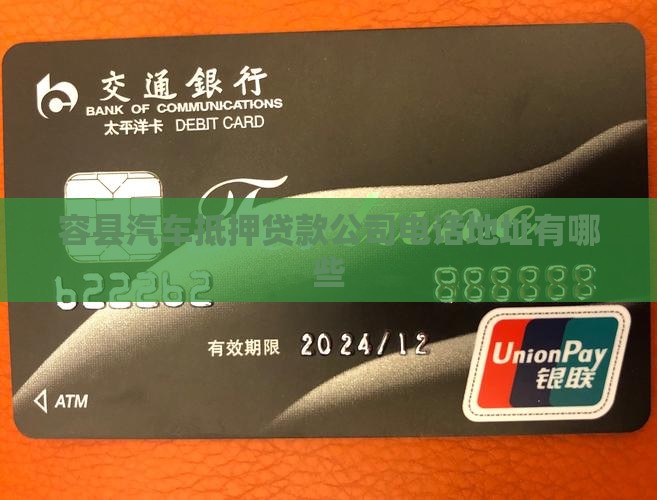 交通銀行
BANK OF COMMUNICATIONS
太平洋卡 DEBIT CARD
容县汽车抵押贷款公司电话地址有哪
些
622262 888888
有效期限 2024/12
UnionPay
银联
ATM